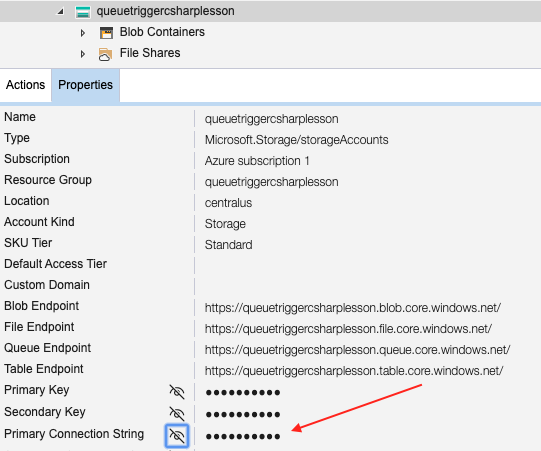 queuetriggercsharplesson
Blob Containers
File Shares
Actions Properties
Name queuetriggercsharplesson
Type Microsoft.Storage/storageAccounts
Subscription Azure subscription 1
Resource Group queuetriggercsharplesson
Location centralus
Account Kind Storage
SKU Tier Standard
Default Access Tier
Custom Domain
Blob Endpoint https://queuetriggercsharplesson.blob.core.windows.net/
File Endpoint https://queuetriggercsharplesson.file.core.windows.net/
Queue Endpoint https://queuetriggercsharplesson.queue.core.windows.net/
Table Endpoint https://queuetriggercsharplesson.table.core.windows.net/
Primary Key ●●●●●●●●●●
Secondary Key ●●●●●●●●●●
Primary Connection String ●●●●●●●●●●